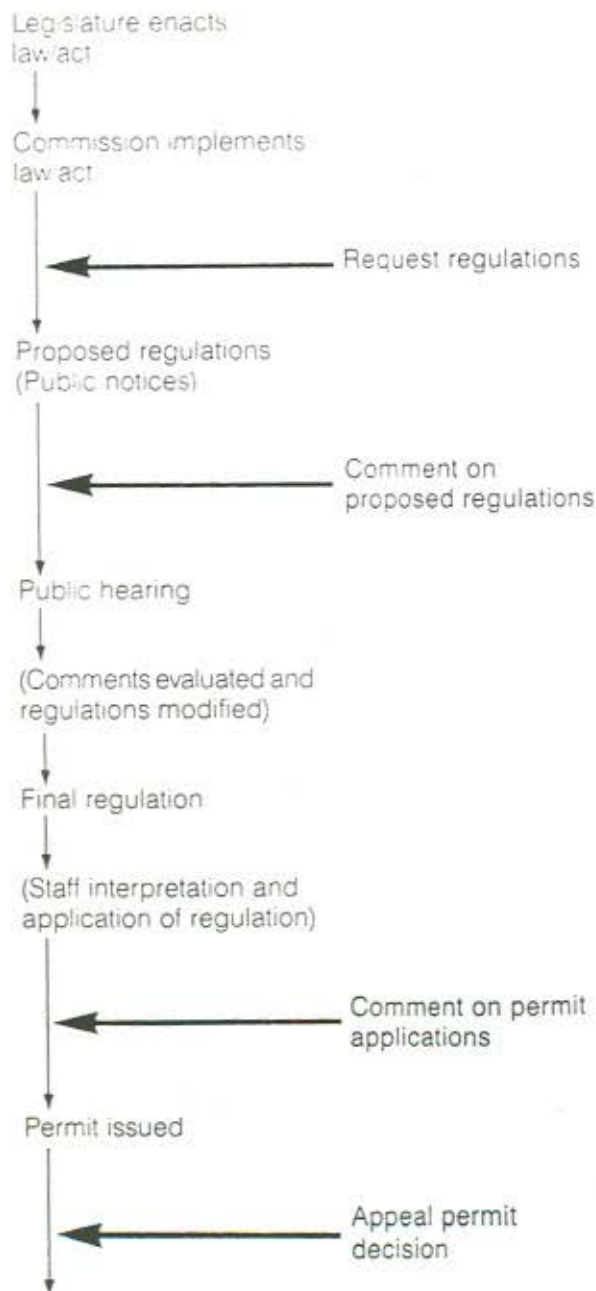 Legislature enacts
law/act
Commission implements
law/act
Request regulations
Proposed regulations
(Public notices)
Comment on
proposed regulations
Public hearing
(Comments evaluated and
regulations modified)
Final regulation
(Staff interpretation and
application of regulation)
Comment on permit
applications
Permit issued
Appeal permit
decision